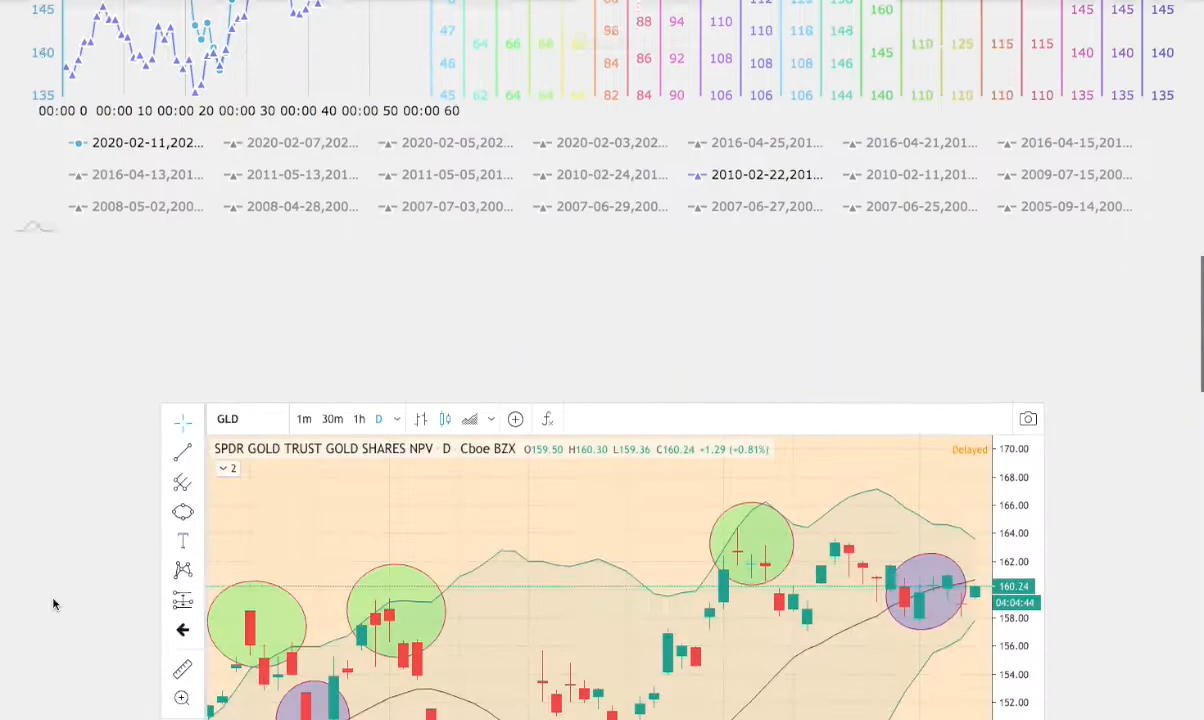 145 160 145 145 145
47 88 94 110
140 64 66 96 110 116 146 145 110 125 115 115 140 140 140
46 84 86 92 108 108 108 146
135 45 62 64 64 82 84 90 106 106 106 144 140 110 110 110 110 135 135 135
00:00 0 00:00 10 00:00 20 00:00 30 00:00 40 00:00 50 00:00 60
2020-02-11,202... 2020-02-07,202... 2020-02-05,202... 2020-02-03,202... 2016-04-25,201... 2016-04-21,201... 2016-04-15,201...
2016-04-13,201... 2011-05-13,201... 2011-05-05,201... 2010-02-24,201... 2010-02-22,201... 2010-02-11,201... 2009-07-15,200...
2008-05-02,200... 2008-04-28,200... 2007-07-03,200... 2007-06-29,200... 2007-06-27,200... 2007-06-25,200... 2005-09-14,200...
GLD 1m 30m 1h D
SPDR GOLD TRUST GOLD SHARES NPV · D · Cboe BZX O159.50 H160.30 L159.36 C160.24 +1.29 (+0.81%) Delayed
2
170.00
168.00
166.00
164.00
162.00
160.24
04:04:44
158.00
156.00
154.00
152.00